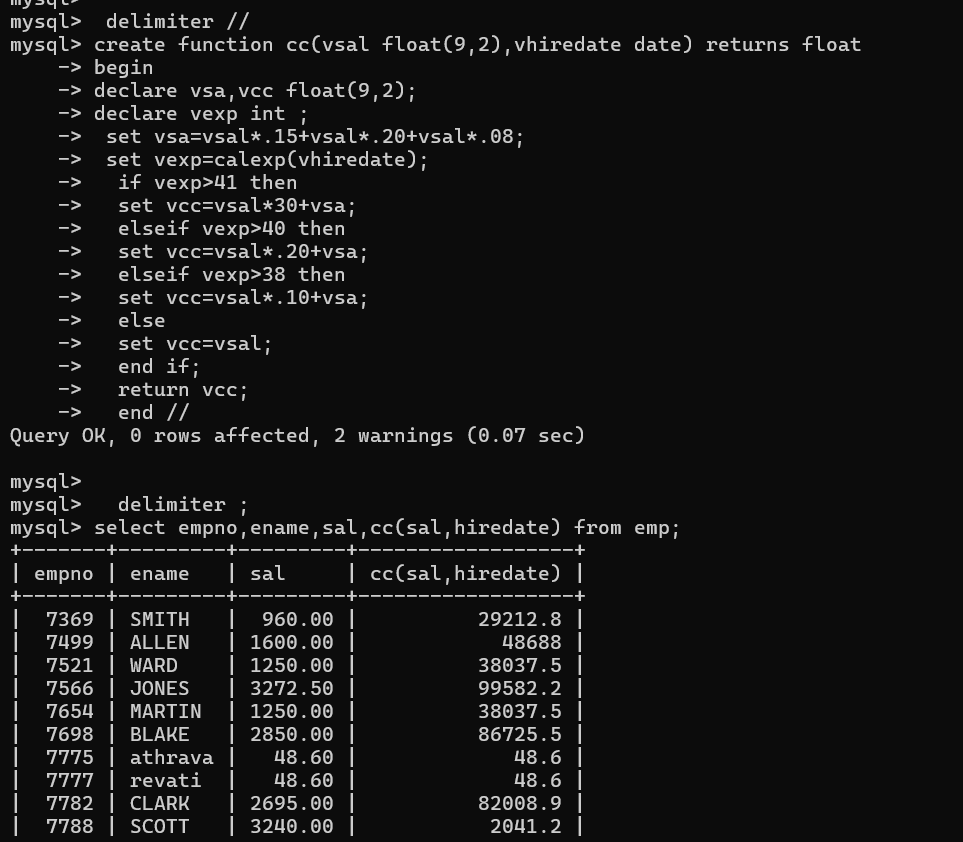 mysql>
mysql>  delimiter //
mysql> create function cc(vsal float(9,2),vhiredate date) returns float
    -> begin
    -> declare vsa,vcc float(9,2);
    -> declare vexp int ;
    ->  set vsa=vsal*.15+vsal*.20+vsal*.08;
    ->  set vexp=calexp(vhiredate);
    ->   if vexp>41 then
    ->   set vcc=vsal*30+vsa;
    ->   elseif vexp>40 then
    ->   set vcc=vsal*.20+vsa;
    ->   elseif vexp>38 then
    ->   set vcc=vsal*.10+vsa;
    ->   else
    ->   set vcc=vsal;
    ->   end if;
    ->   return vcc;
    ->   end //
Query OK, 0 rows affected, 2 warnings (0.07 sec)
mysql>
mysql>   delimiter ;
mysql> select empno,ename,sal,cc(sal,hiredate) from emp;
+-------+---------+---------+------------------+
| empno | ename   | sal     | cc(sal,hiredate) |
+-------+---------+---------+------------------+
|  7369 | SMITH   |  960.00 |          29212.8 |
|  7499 | ALLEN   | 1600.00 |            48688 |
|  7521 | WARD    | 1250.00 |          38037.5 |
|  7566 | JONES   | 3272.50 |          99582.2 |
|  7654 | MARTIN  | 1250.00 |          38037.5 |
|  7698 | BLAKE   | 2850.00 |          86725.5 |
|  7775 | athrava |   48.60 |             48.6 |
|  7777 | revati  |   48.60 |             48.6 |
|  7782 | CLARK   | 2695.00 |          82008.9 |
|  7788 | SCOTT   | 3240.00 |           2041.2 |